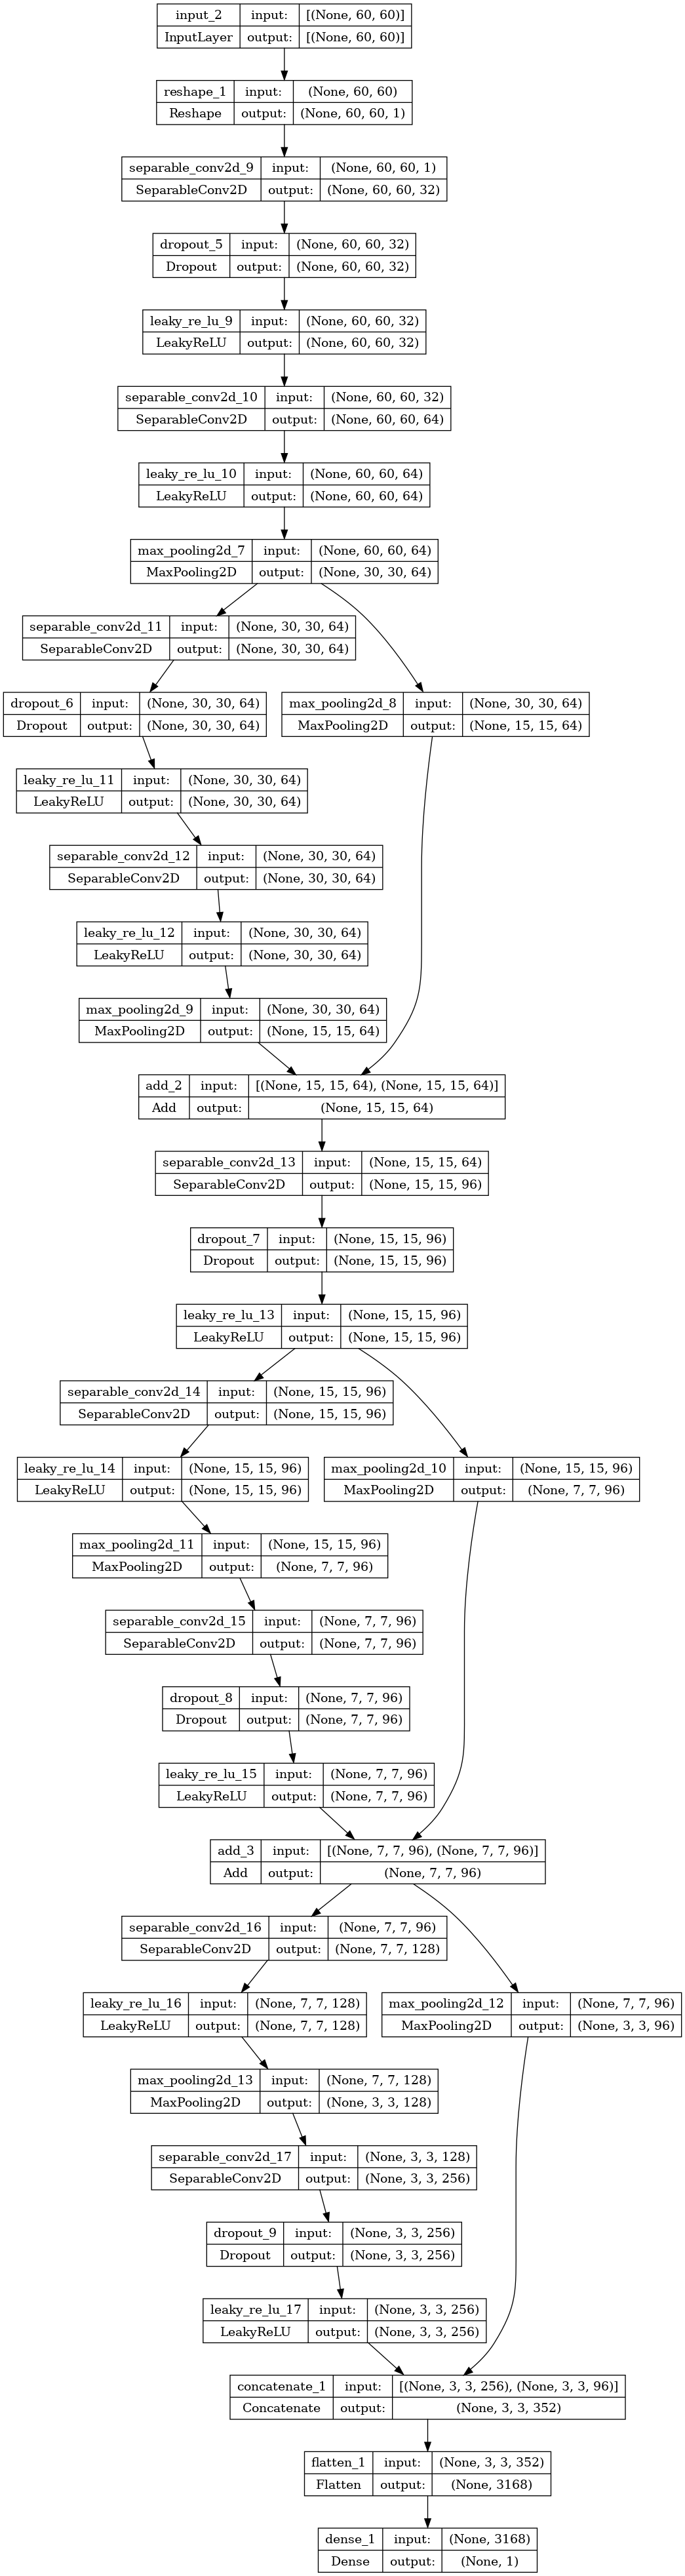 input_2 input: [(None, 60, 60)]
InputLayer output: [(None, 60, 60)]
reshape_1 input: (None, 60, 60)
Reshape output: (None, 60, 60, 1)
separable_conv2d_9 input: (None, 60, 60, 1)
SeparableConv2D output: (None, 60, 60, 32)
dropout_5 input: (None, 60, 60, 32)
Dropout output: (None, 60, 60, 32)
leaky_re_lu_9 input: (None, 60, 60, 32)
LeakyReLU output: (None, 60, 60, 32)
separable_conv2d_10 input: (None, 60, 60, 32)
SeparableConv2D output: (None, 60, 60, 64)
leaky_re_lu_10 input: (None, 60, 60, 64)
LeakyReLU output: (None, 60, 60, 64)
max_pooling2d_7 input: (None, 60, 60, 64)
MaxPooling2D output: (None, 30, 30, 64)
separable_conv2d_11 input: (None, 30, 30, 64)
SeparableConv2D output: (None, 30, 30, 64)
dropout_6 input: (None, 30, 30, 64)
Dropout output: (None, 30, 30, 64)
max_pooling2d_8 input: (None, 30, 30, 64)
MaxPooling2D output: (None, 15, 15, 64)
leaky_re_lu_11 input: (None, 30, 30, 64)
LeakyReLU output: (None, 30, 30, 64)
separable_conv2d_12 input: (None, 30, 30, 64)
SeparableConv2D output: (None, 30, 30, 64)
leaky_re_lu_12 input: (None, 30, 30, 64)
LeakyReLU output: (None, 30, 30, 64)
max_pooling2d_9 input: (None, 30, 30, 64)
MaxPooling2D output: (None, 15, 15, 64)
add_2 input: [(None, 15, 15, 64), (None, 15, 15, 64)]
Add output: (None, 15, 15, 64)
separable_conv2d_13 input: (None, 15, 15, 64)
SeparableConv2D output: (None, 15, 15, 96)
dropout_7 input: (None, 15, 15, 96)
Dropout output: (None, 15, 15, 96)
leaky_re_lu_13 input: (None, 15, 15, 96)
LeakyReLU output: (None, 15, 15, 96)
separable_conv2d_14 input: (None, 15, 15, 96)
SeparableConv2D output: (None, 15, 15, 96)
leaky_re_lu_14 input: (None, 15, 15, 96)
LeakyReLU output: (None, 15, 15, 96)
max_pooling2d_10 input: (None, 15, 15, 96)
MaxPooling2D output: (None, 7, 7, 96)
max_pooling2d_11 input: (None, 15, 15, 96)
MaxPooling2D output: (None, 7, 7, 96)
separable_conv2d_15 input: (None, 7, 7, 96)
SeparableConv2D output: (None, 7, 7, 96)
dropout_8 input: (None, 7, 7, 96)
Dropout output: (None, 7, 7, 96)
leaky_re_lu_15 input: (None, 7, 7, 96)
LeakyReLU output: (None, 7, 7, 96)
add_3 input: [(None, 7, 7, 96), (None, 7, 7, 96)]
Add output: (None, 7, 7, 96)
separable_conv2d_16 input: (None, 7, 7, 96)
SeparableConv2D output: (None, 7, 7, 128)
leaky_re_lu_16 input: (None, 7, 7, 128)
LeakyReLU output: (None, 7, 7, 128)
max_pooling2d_12 input: (None, 7, 7, 96)
MaxPooling2D output: (None, 3, 3, 96)
max_pooling2d_13 input: (None, 7, 7, 128)
MaxPooling2D output: (None, 3, 3, 128)
separable_conv2d_17 input: (None, 3, 3, 128)
SeparableConv2D output: (None, 3, 3, 256)
dropout_9 input: (None, 3, 3, 256)
Dropout output: (None, 3, 3, 256)
leaky_re_lu_17 input: (None, 3, 3, 256)
LeakyReLU output: (None, 3, 3, 256)
concatenate_1 input: [(None, 3, 3, 256), (None, 3, 3, 96)]
Concatenate output: (None, 3, 3, 352)
flatten_1 input: (None, 3, 3, 352)
Flatten output: (None, 3168)
dense_1 input: (None, 3168)
Dense output: (None, 1)